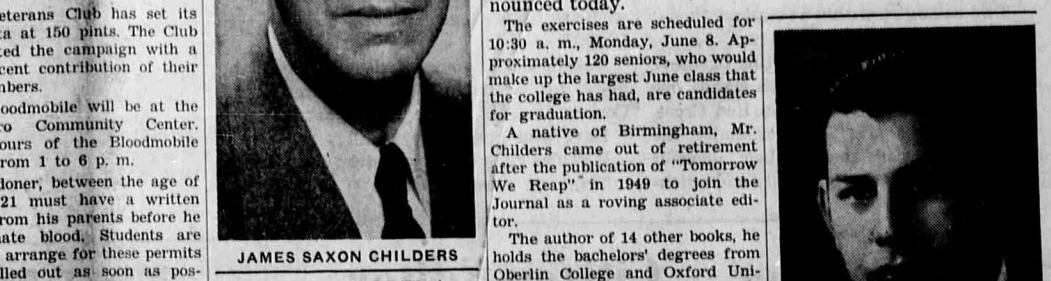 eterans Club has set its
a at 150 pints. The Club
ted the campaign with a
cent contribution of their
nbers.
oodmobile will be at the
ro Community Center.
ours of the Bloodmobile
rom 1 to 6 p. m.
doner, between the age of
21 must have a written
rom his parents before he
ate blood. Students are
arrange for these permits
lled out as soon as pos-
JAMES SAXON CHILDERS
nounced today.
The exercises are scheduled for
10:30 a. m., Monday, June 8. Ap-
proximately 120 seniors, who would
make up the largest June class that
the college has had, are candidates
for graduation.
A native of Birmingham, Mr.
Childers came out of retirement
after the publication of "Tomorrow
We Reap" in 1949 to join the
Journal as a roving associate edi-
tor.
The author of 14 other books, he
holds the bachelors' degrees from
Oberlin College and Oxford Uni-